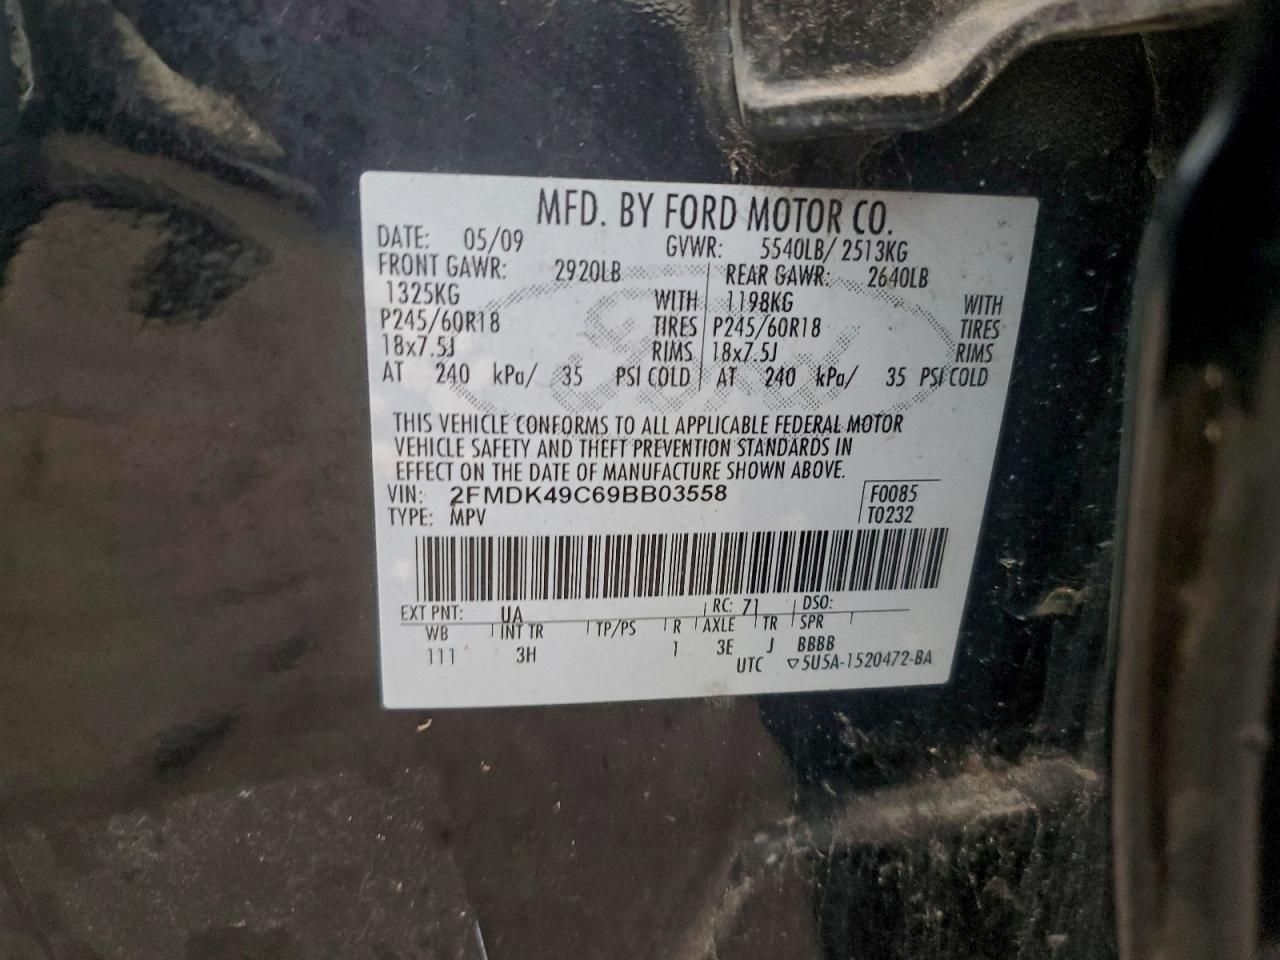 MFD. BY FORD MOTOR CO.
DATE: 05/09 GVWR: 5540LB/ 2513KG
FRONT GAWR: 2920LB REAR GAWR: 2640LB
1325KG WITH 1198KG WITH
P245/60R18 TIRES P245/60R18 TIRES
18x7.5J RIMS 18x7.5J RIMS
AT 240 kPa/ 35 PSI COLD AT 240 kPa/ 35 PSI COLD
THIS VEHICLE CONFORMS TO ALL APPLICABLE FEDERAL MOTOR
VEHICLE SAFETY AND THEFT PREVENTION STANDARDS IN
EFFECT ON THE DATE OF MANUFACTURE SHOWN ABOVE.
VIN: 2FMDK49C69BB03558 F0085
TYPE: MPV T0232
EXT PNT: UA RC: 71 DSO:
WB INT TR TP/PS R AXLE TR SPR
111 3H 1 3E J BBBB
UTC ▽5U5A-1520472-BA